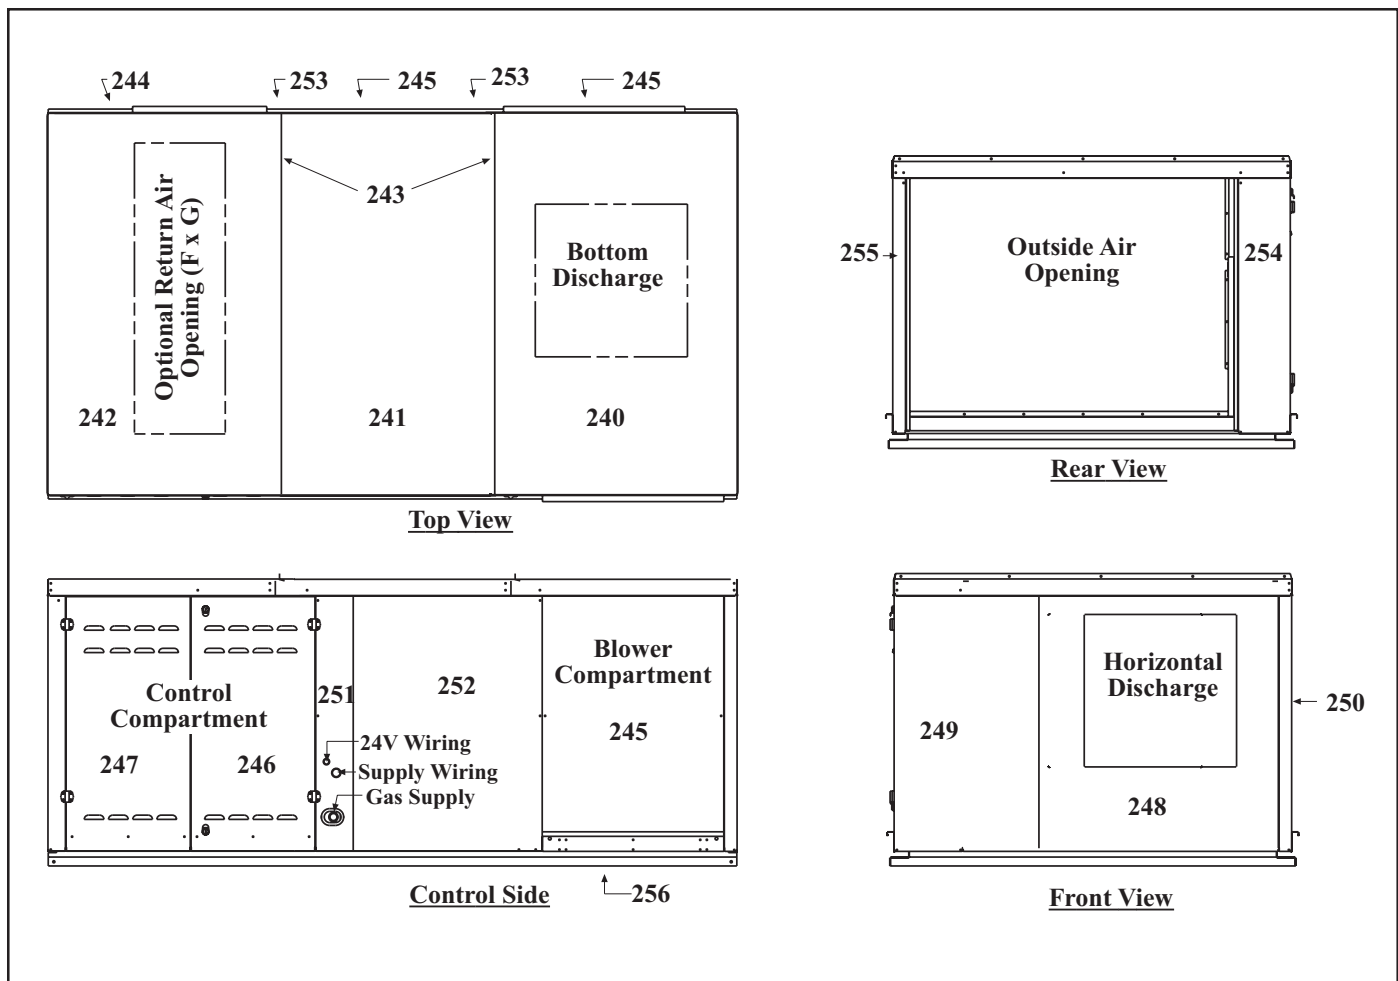 244
253
245
253
245
243
Optional Return Air
Opening (F x G)
Bottom
Discharge
242
241
240
Top View
255
Outside Air
Opening
254
Rear View
Control
Compartment
247
246
251
252
24V Wiring
Supply Wiring
Gas Supply
Blower
Compartment
245
Control Side
256
Horizontal
Discharge
249
250
248
Front View